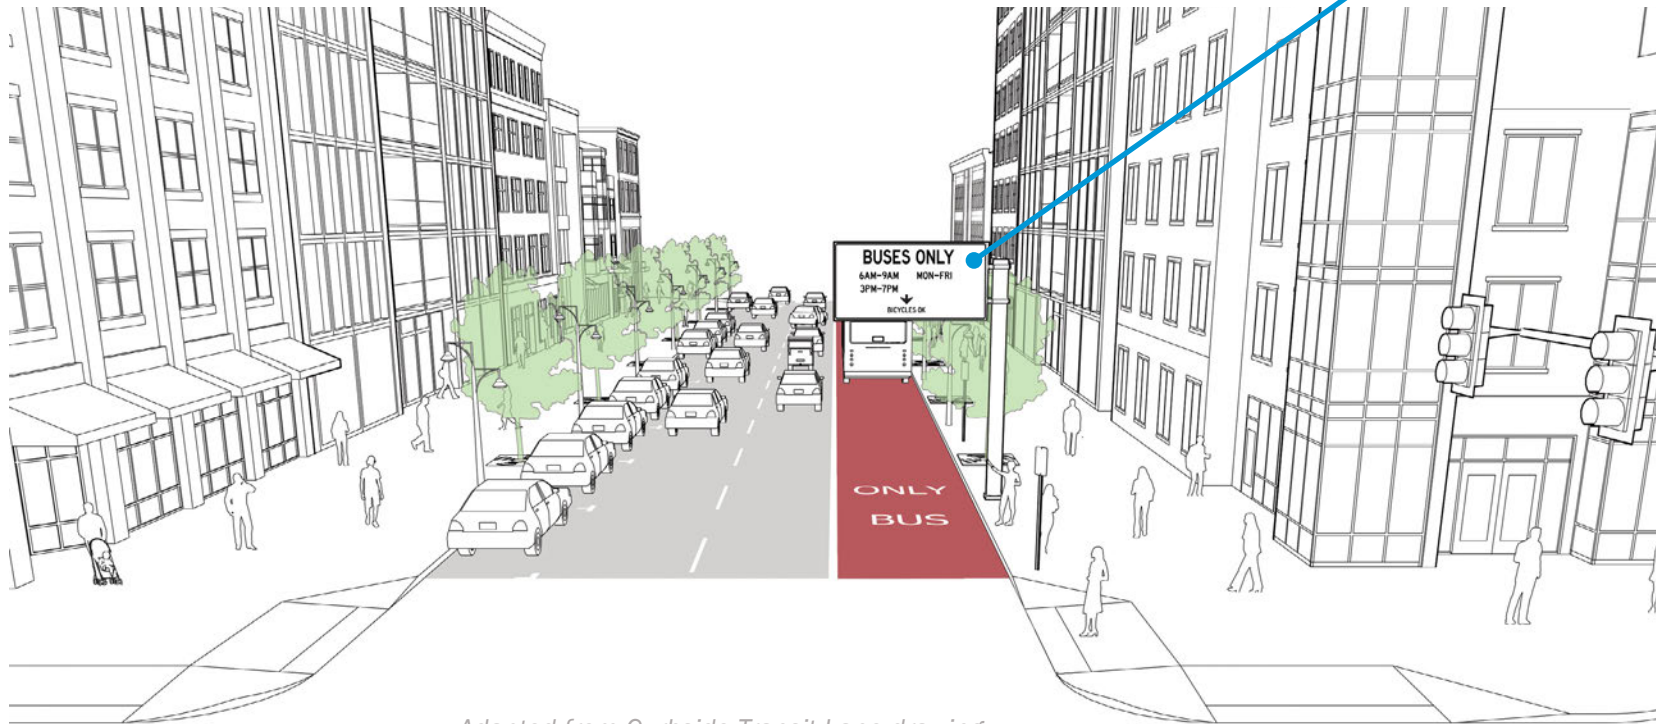 BUSES ONLY
6AM-9AM MON-FRI
3PM-7PM
BICYCLES OK
ONLY
BUS